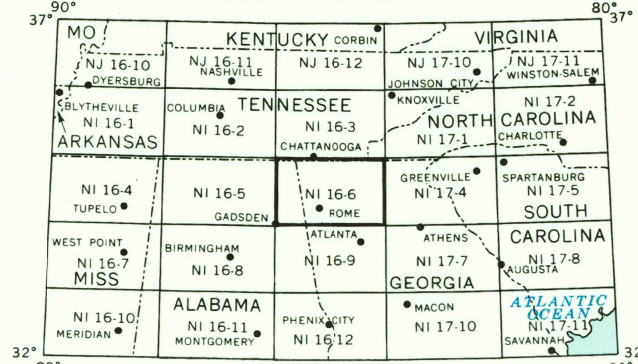 90°
80°
37°
37°
MO
KENTUCKY
CORBIN
VIRGINIA
NJ 16-10
DYERSBURG
NJ 16-11
NASHVILLE
NJ 16-12
NJ 17-10
JOHNSON CITY
NJ 17-11
WINSTON-SALEM
BLYTHEVILLE
NI 16-1
ARKANSAS
COLUMBIA
TENNESSEE
NI 16-2
NI 16-3
CHATTANOOGA
KNOXVILLE
NORTH CAROLINA
NI 17-1
NI 17-2
CHARLOTTE
NI 16-4
TUPELO
NI 16-5
GADSDEN
NI 16-6
ROME
GREENVILLE
NI 17-4
SPARTANBURG
NI 17-5
SOUTH
CAROLINA
WEST POINT
NI 16-7
MISS
BIRMINGHAM
NI 16-8
ATLANTA
NI 16-9
ATHENS
NI 17-7
GEORGIA
NI 17-8
AUGUSTA
NI 16-10
MERIDIAN
ALABAMA
NI 16-11
MONTGOMERY
PHENIX CITY
NI 16 12
MACON
NI 17-10
ATLANTIC
OCEAN
NI 17-11
SAVANNAH
32°